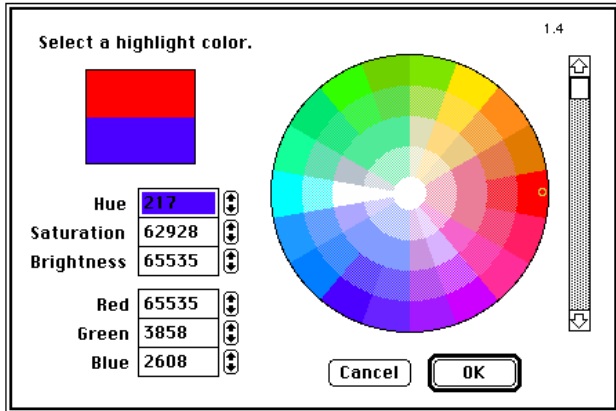 1.4
Select a highlight color.
Hue 217
Saturation 62928
Brightness 65535
Red 65535
Green 3858
Blue 2608
Cancel OK